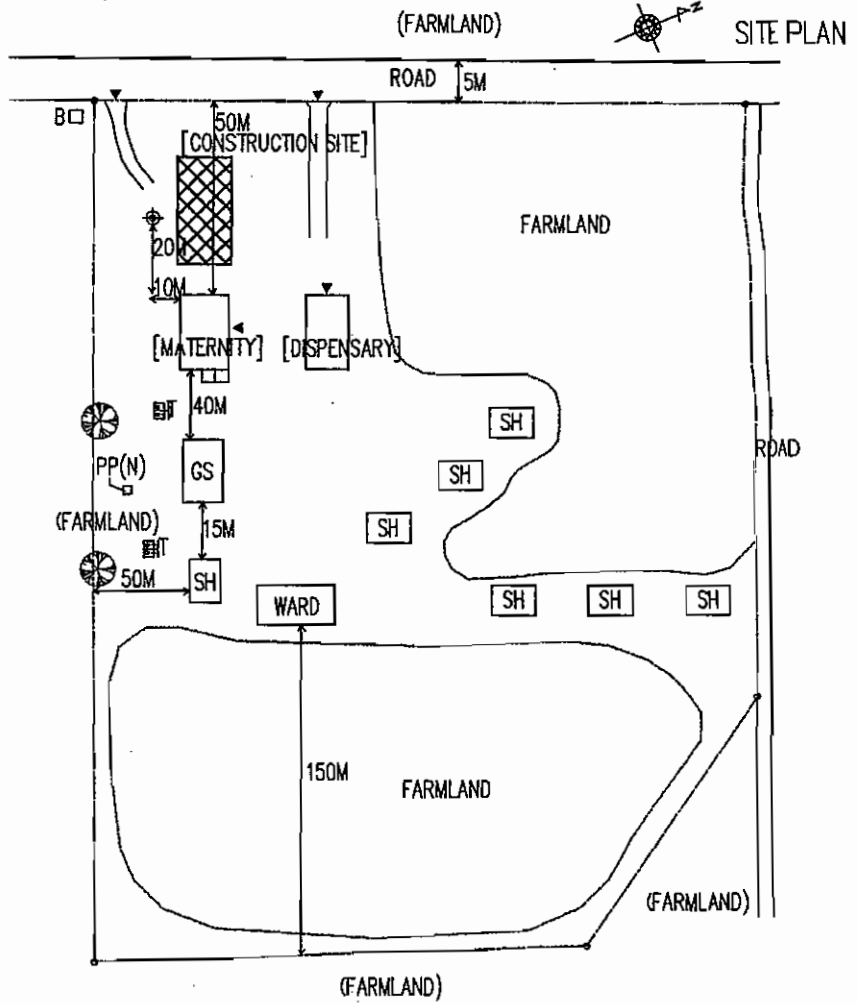 (FARMLAND)
N
SITE PLAN
ROAD
5M
B
50M
[CONSTRUCTION SITE]
FARMLAND
20M
10M
[MATERNITY]
[DISPENSARY]
T
40M
SH
ROAD
PP(N)
GS
SH
(FARMLAND)
15M
SH
T
50M
SH
WARD
SH
SH
SH
150M
FARMLAND
(FARMLAND)
(FARMLAND)